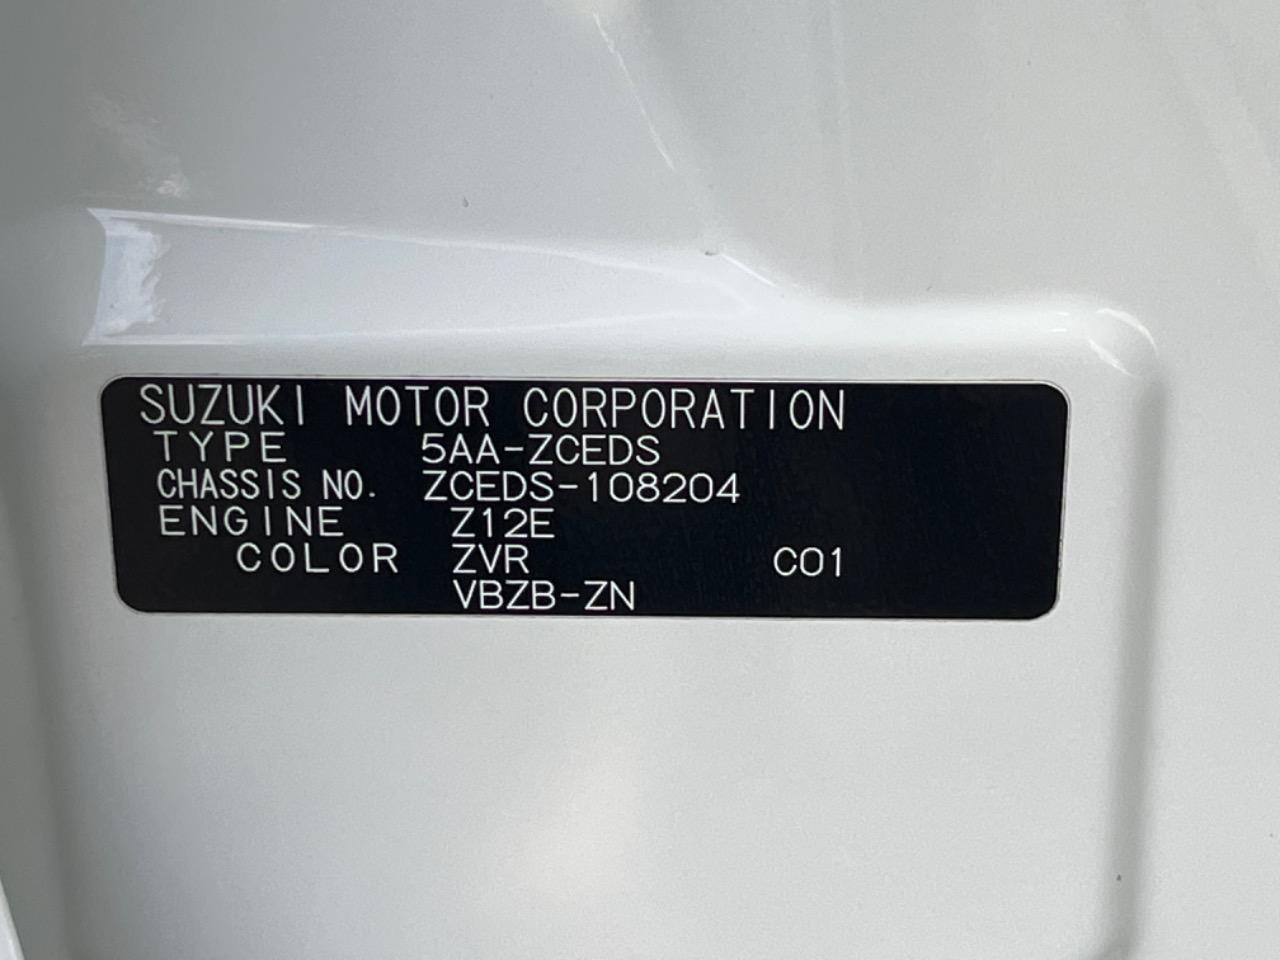 SUZUKI MOTOR CORPORATION
TYPE 5AA-ZCEDS
CHASSIS NO. ZCEDS-108204
ENGINE Z12E
COLOR ZVR C01
VBZB-ZN